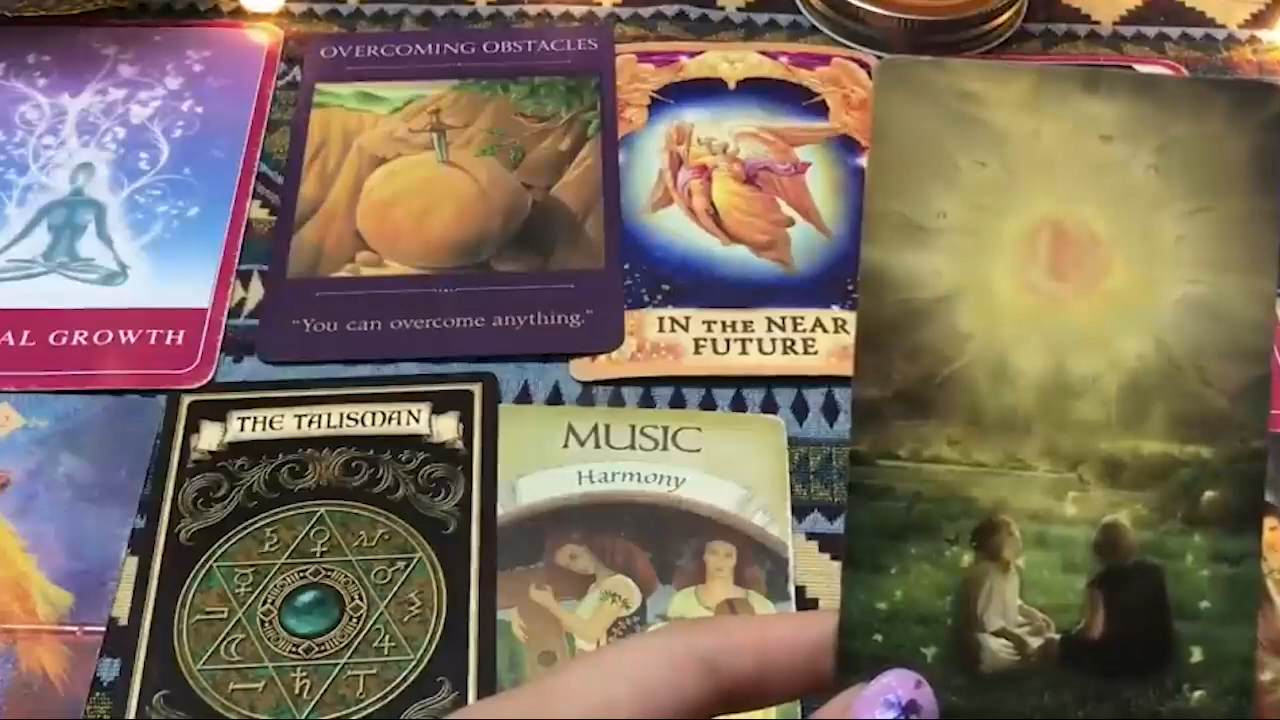 AL GROWTH
OVERCOMING OBSTACLES
"You can overcome anything."
IN THE NEAR
FUTURE
THE TALISMAN
MUSIC
Harmony